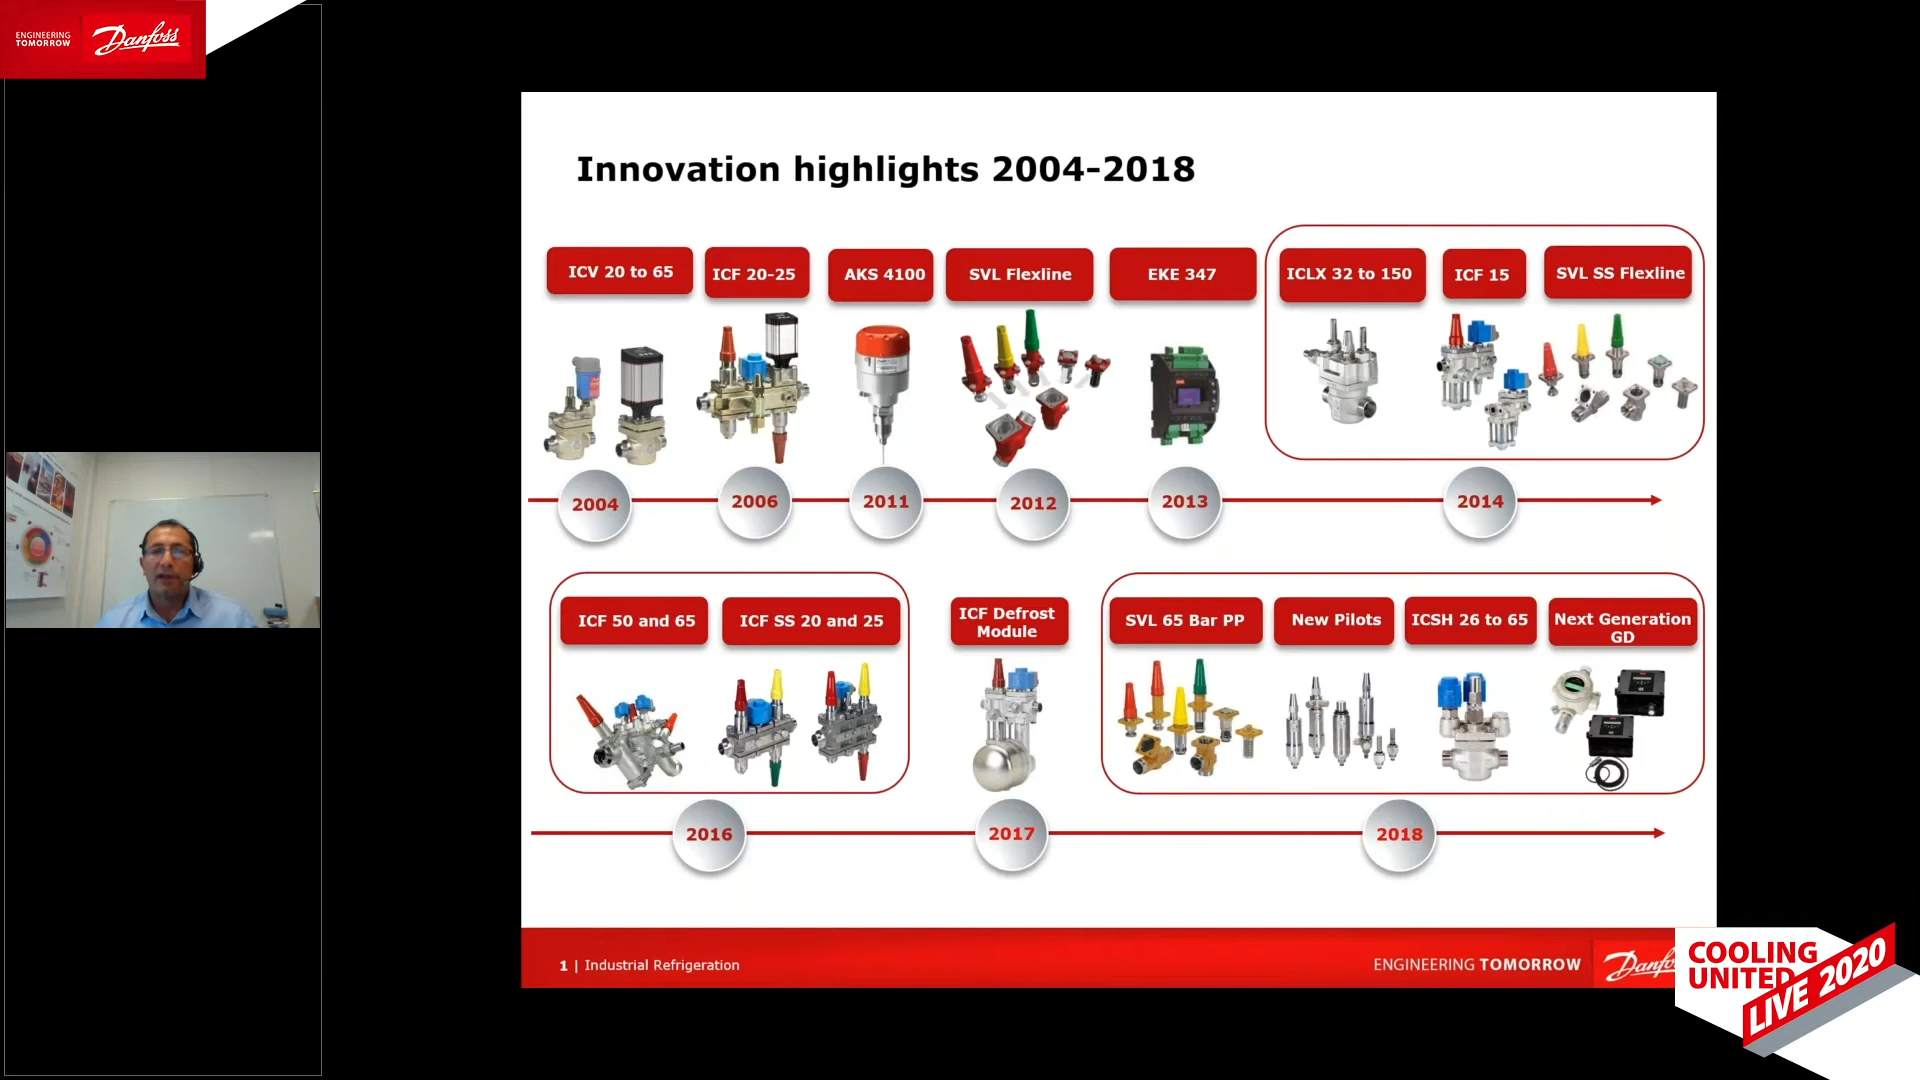 ENGINEERING
TOMORROW
Danfoss
Innovation highlights 2004-2018
ICV 20 to 65
ICF 20-25
AKS 4100
SVL Flexline
EKE 347
ICLX 32 to 150
ICF 15
SVL SS Flexline
2004
2006
2011
2012
2013
2014
ICF 50 and 65
ICF SS 20 and 25
ICF Defrost
Module
SVL 65 Bar PP
New Pilots
ICSH 26 to 65
Next Generation
GD
2016
2017
2018
1 | Industrial Refrigeration
ENGINEERING TOMORROW
Danfo
COOLING
UNITED
LIVE 2020